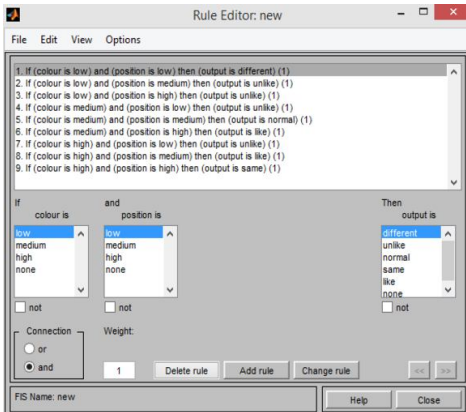 Rule Editor: new
File Edit View Options
1. If (colour is low) and (position is low) then (output is different) (1)
2. If (colour is low) and (position is medium) then (output is unlike) (1)
3. If (colour is low) and (position is high) then (output is unlike) (1)
4. If (colour is medium) and (position is low) then (output is unlike) (1)
5. If (colour is medium) and (position is medium) then (output is normal) (1)
6. If (colour is medium) and (position is high) then (output is like) (1)
7. If (colour is high) and (position is low) then (output is unlike) (1)
8. If (colour is high) and (position is medium) then (output is like) (1)
9. If (colour is high) and (position is high) then (output is same) (1)
If and Then
colour is position is output is
low low different
medium medium unlike
high high normal
none none same
like
none
not not not
Connection Weight:
or
and 1 Delete rule Add rule Change rule << >>
FIS Name: new Help Close